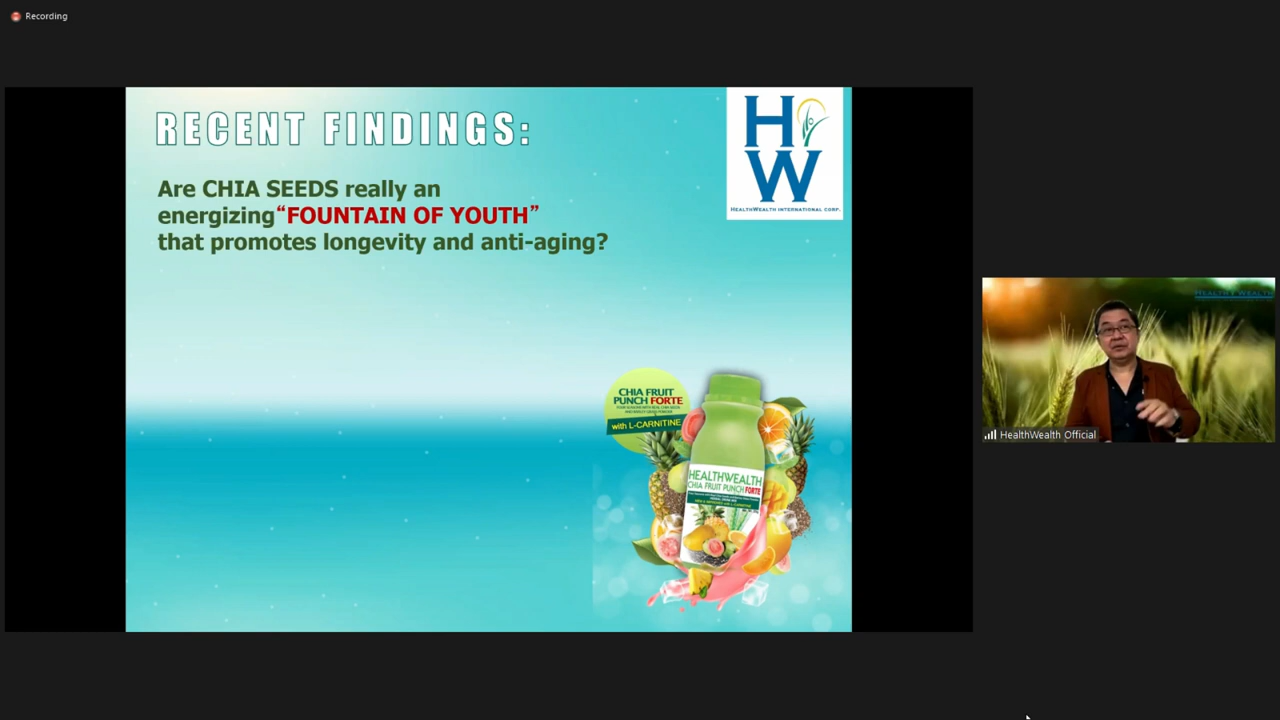 Recording
RECENT FINDINGS:
Are CHIA SEEDS really an
energizing“FOUNTAIN OF YOUTH”
that promotes longevity and anti-aging?
H
W
HEALTHWEALTH INTERNATIONAL CORP.
CHIA FRUIT
PUNCH FORTE
with L-CARNITINE
HEALTHWEALTH
CHIA FRUIT PUNCH FORTE
HealthWealth Official